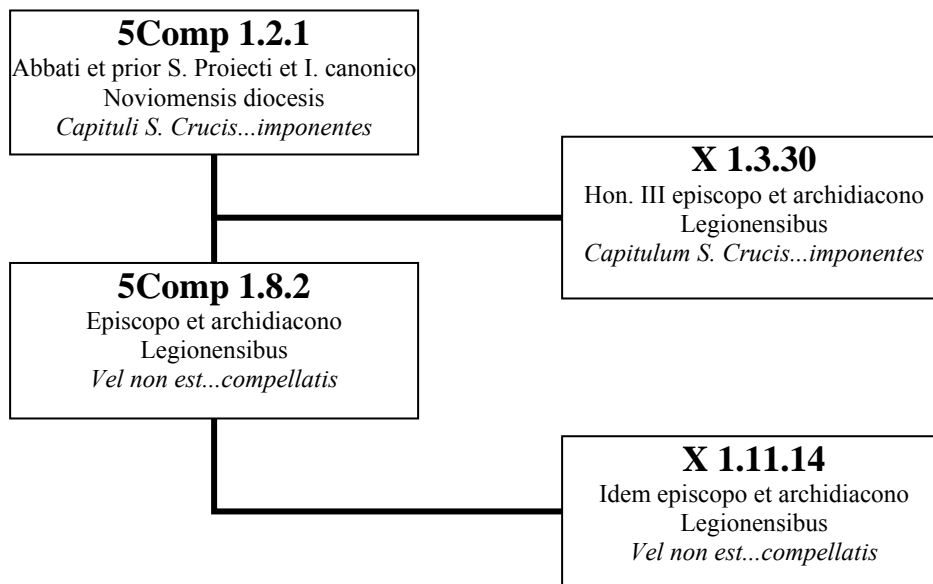 5Comp 1.2.1
Abbati et prior S. Proiecti et I. canonico
Noviomensis diocesis
Capituli S. Crucis...imponentes
X 1.3.30
Hon. III episcopo et archidiacono
Legionensibus
Capitulum S. Crucis...imponentes
5Comp 1.8.2
Episcopo et archidiacono
Legionensibus
Vel non est...compellatis
X 1.11.14
Idem episcopo et archidiacono
Legionensibus
Vel non est...compellatis